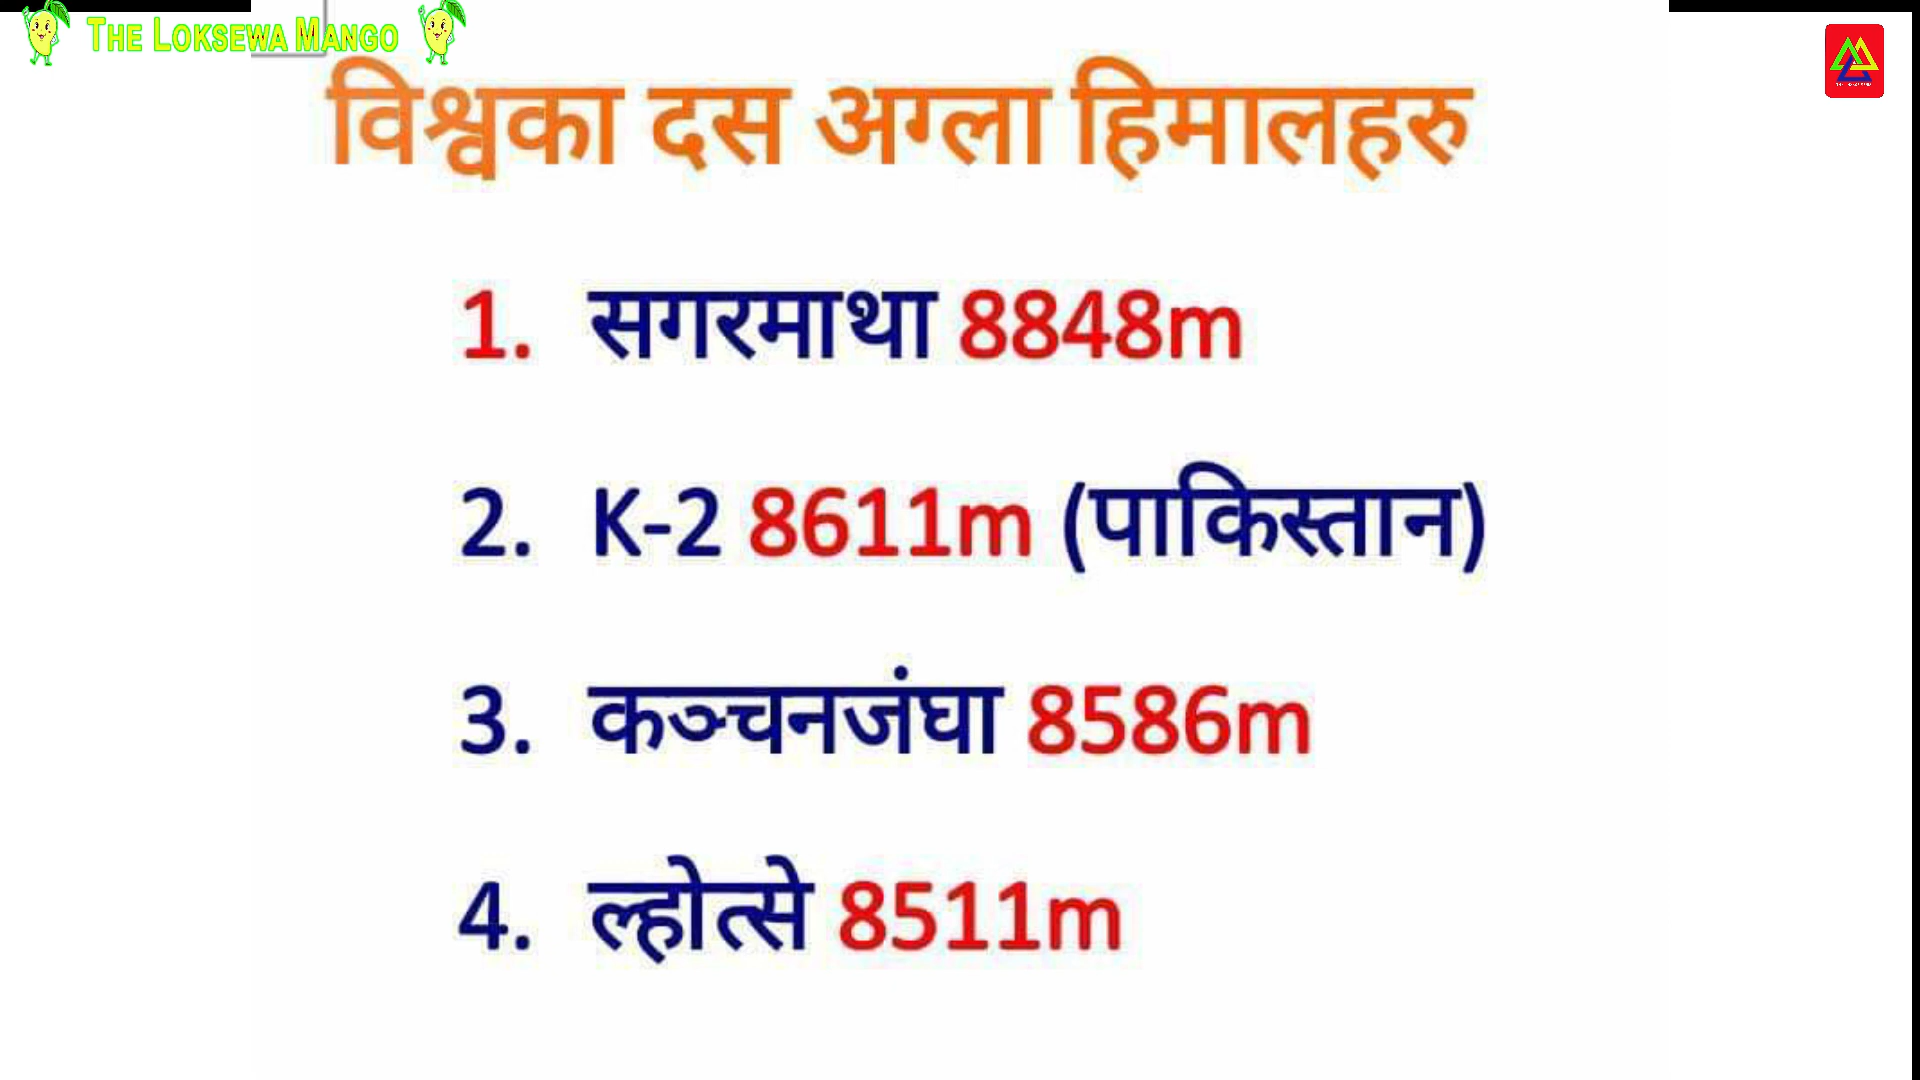 THE LOKSEWA MANGO
विश्वका दस अग्ला हिमालहरु
1. सगरमाथा 8848m
2. K-2 8611m (पाकिस्तान)
3. कञ्चनजंघा 8586m
4. ल्होत्से 8511m